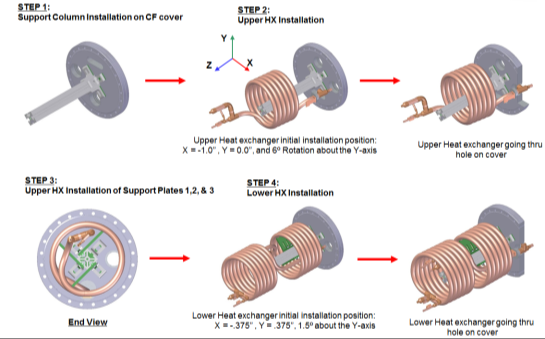 STEP 1:
Support Column Installation on CF cover
STEP 2:
Upper HX Installation
Y
Z
X
Upper Heat exchanger initial installation position:
X = -1.0", Y = 0.0", and 6º Rotation about the Y-axis
Upper Heat exchanger going thru
hole on cover
STEP 3:
Upper HX Installation of Support Plates 1,2, & 3
STEP 4:
Lower HX Installation
End View
Lower Heat exchanger initial installation position:
X = -.375", Y = .375", 1.5º about the Y-axis
Lower Heat exchanger going thru
hole on cover